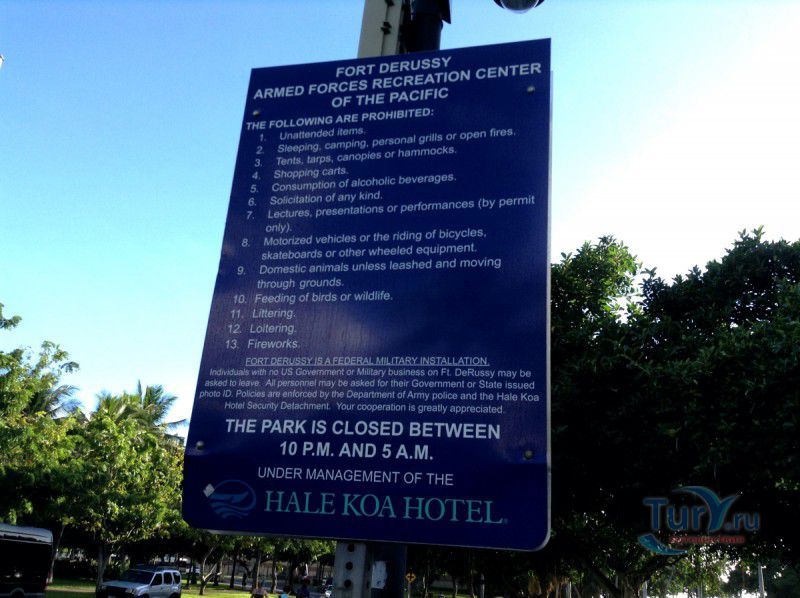 FORT DERUSSY
ARMED FORCES RECREATION CENTER
OF THE PACIFIC
THE FOLLOWING ARE PROHIBITED:
1. Unattended items.
2. Sleeping, camping, personal grills or open fires.
3. Tents, tarps, canopies or hammocks.
4. Shopping carts.
5. Consumption of alcoholic beverages.
6. Solicitation of any kind.
7. Lectures, presentations or performances (by permit
only).
8. Motorized vehicles or the riding of bicycles,
skateboards or other wheeled equipment.
9. Domestic animals unless leashed and moving
through grounds.
10. Feeding of birds or wildlife.
11. Littering.
12. Loitering.
13. Fireworks.
FORT DERUSSY IS A FEDERAL MILITARY INSTALLATION.
Individuals with no US Government or Military business on Ft. DeRussy may be
asked to leave. All personnel may be asked for their Government or State issued
photo ID. Policies are enforced by the Department of Army police and the Hale Koa
Hotel Security Detachment. Your cooperation is greatly appreciated.
THE PARK IS CLOSED BETWEEN
10 P.M. AND 5 A.M.
UNDER MANAGEMENT OF THE
HALE KOA HOTEL®
Tury.ru